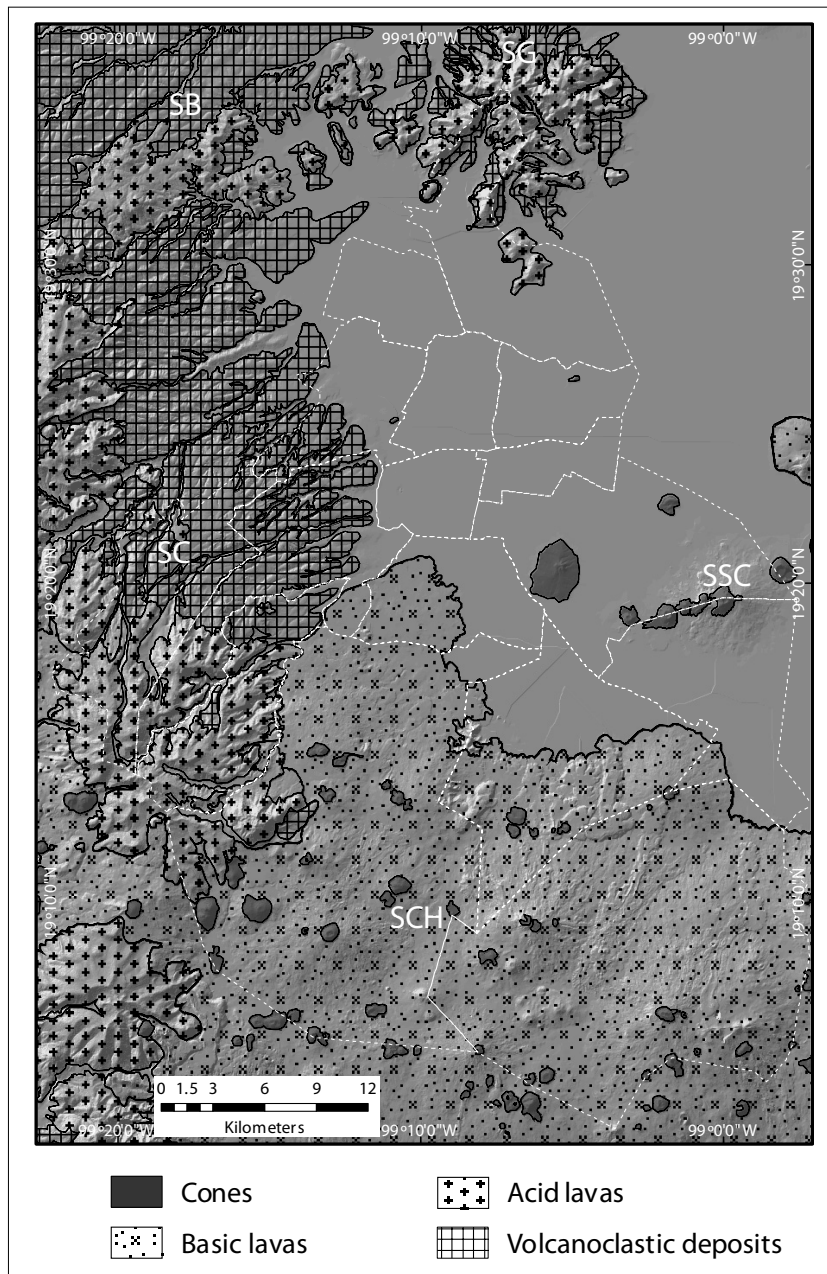 99°20'0"W 99°10'0"W 99°0'0"W
SG
SB
19°30'0"N 19°30'0"N
SC
SSC
19°20'0"N 19°20'0"N
19°10'0"N 19°10'0"N
SCH
0 1.5 3 6 9 12
Kilometers
99°20'0"W 99°10'0"W 99°0'0"W
Cones Acid lavas
Basic lavas Volcanoclastic deposits